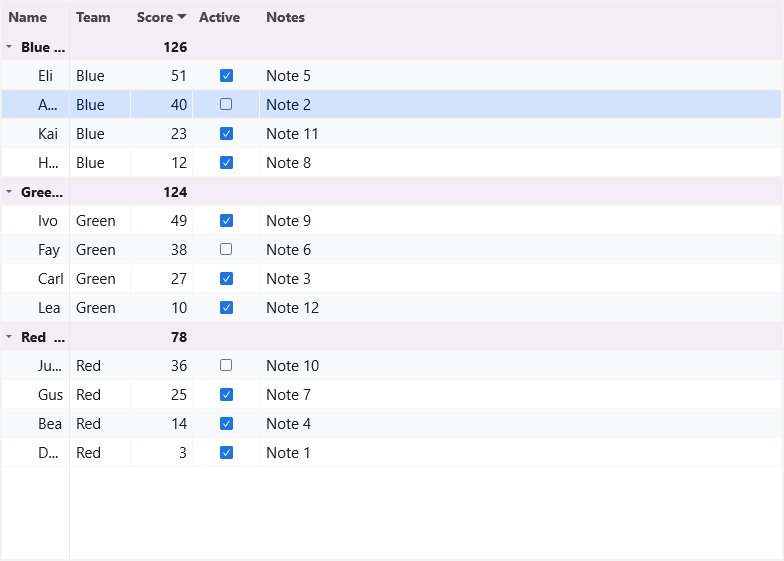 Name Team Score Active Notes
Blue ... 126
Eli Blue 51 Note 5
A... Blue 40 Note 2
Kai Blue 23 Note 11
H... Blue 12 Note 8
Gree... 124
Ivo Green 49 Note 9
Fay Green 38 Note 6
Carl Green 27 Note 3
Lea Green 10 Note 12
Red ... 78
Ju... Red 36 Note 10
Gus Red 25 Note 7
Bea Red 14 Note 4
D... Red 3 Note 1